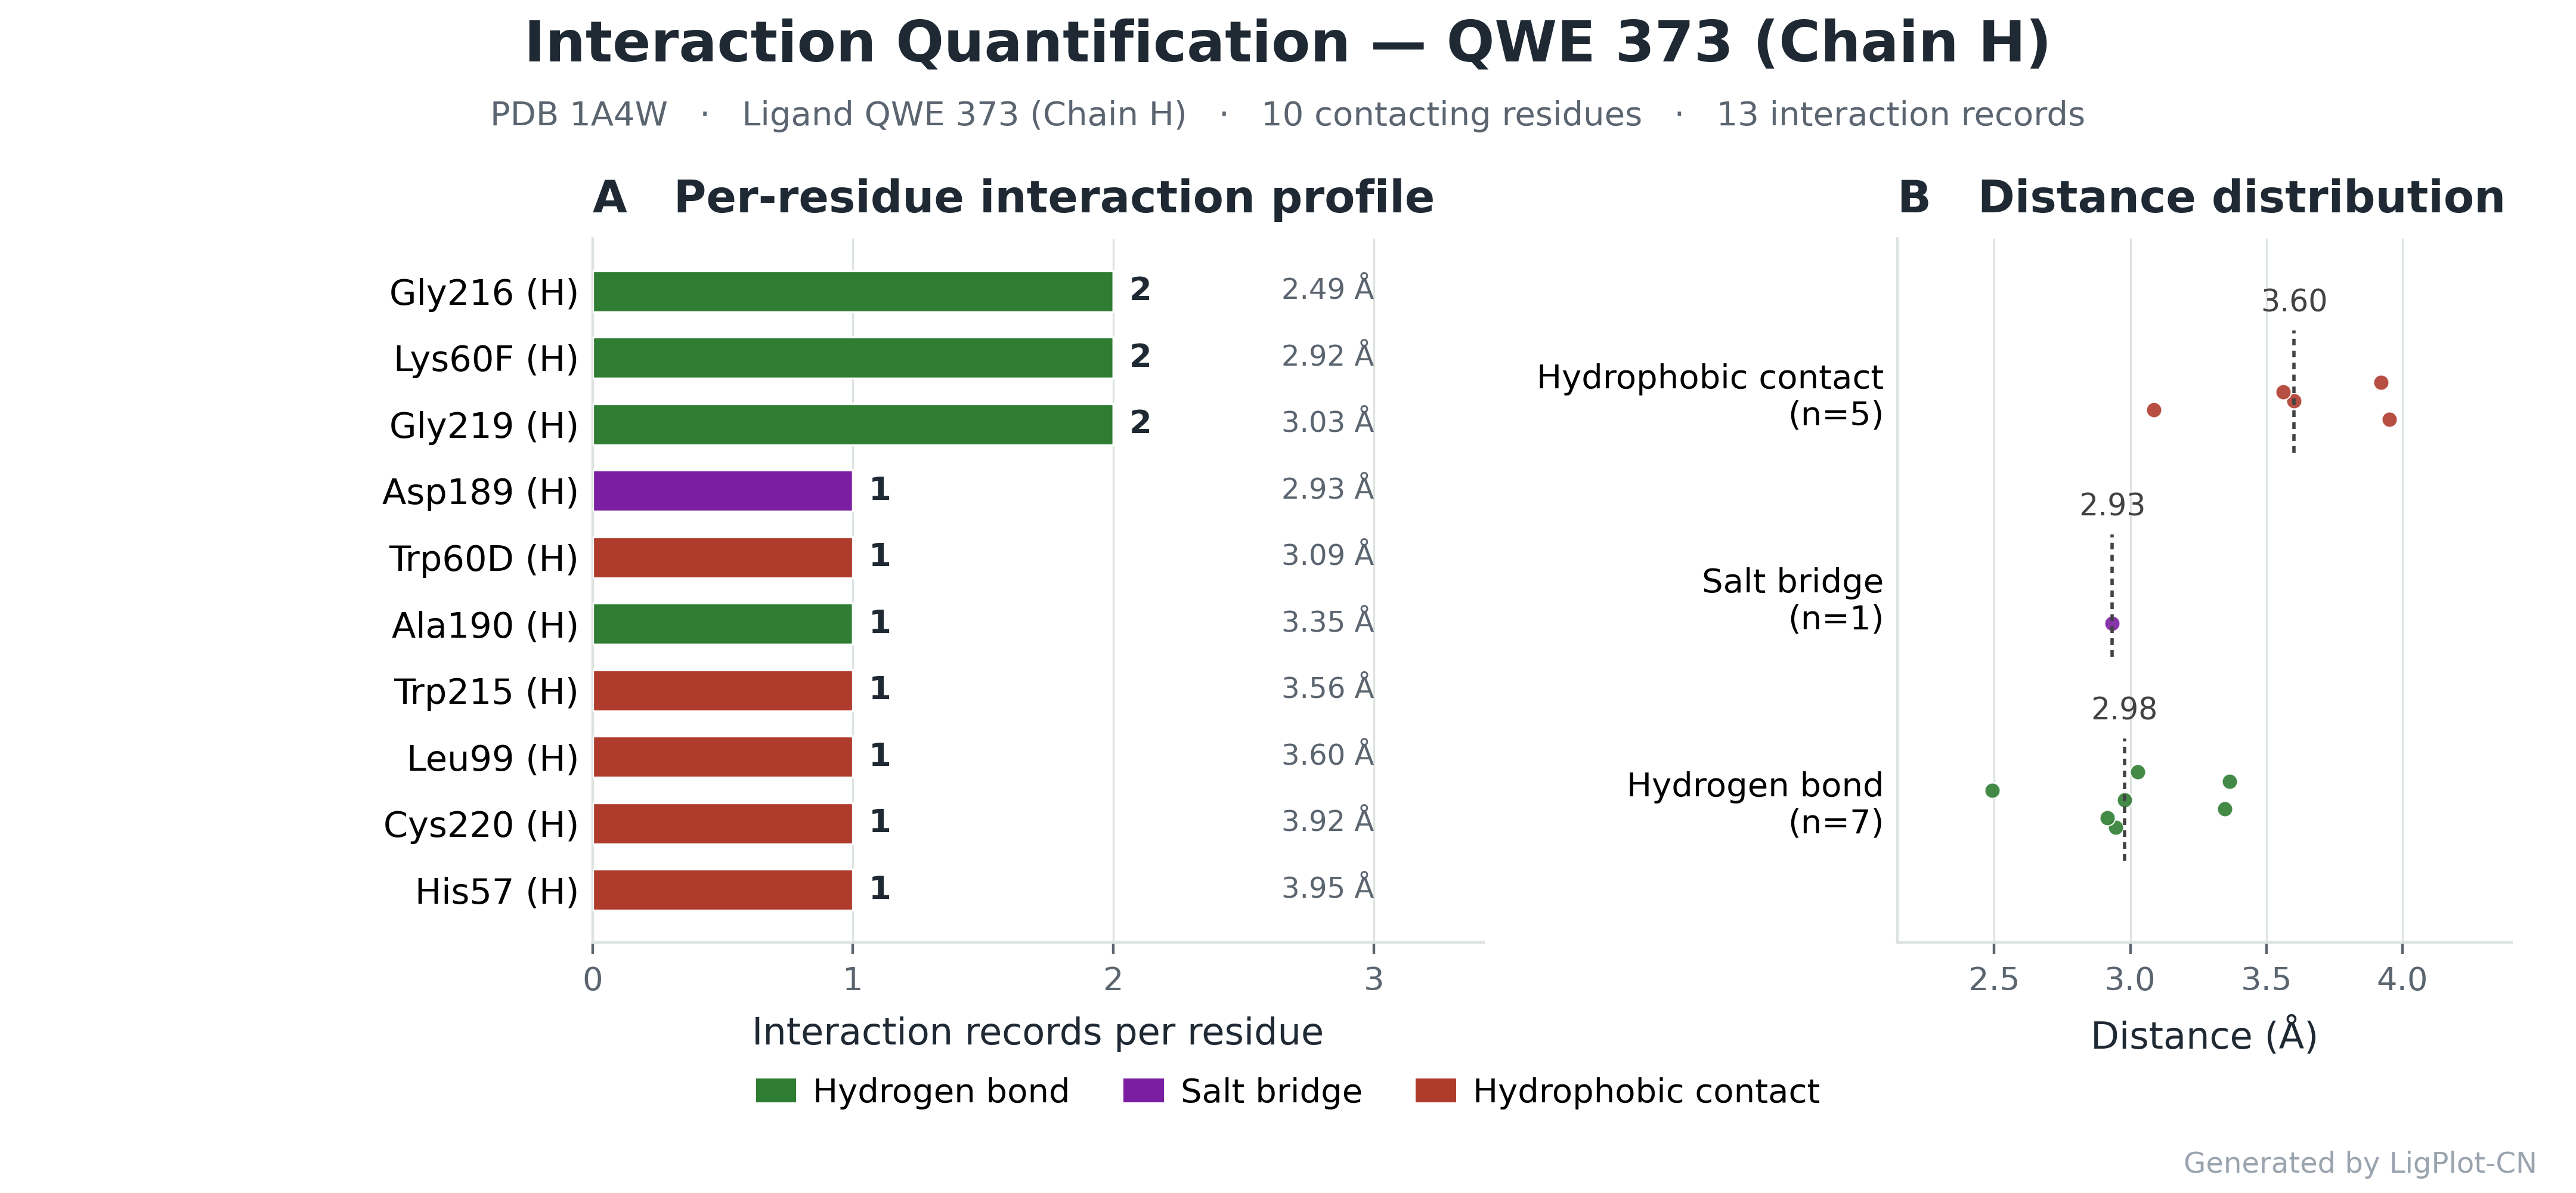 Interaction Quantification — QWE 373 (Chain H)
PDB 1A4W · Ligand QWE 373 (Chain H) · 10 contacting residues · 13 interaction records
A Per-residue interaction profile
Gly216 (H) 2 2.49 Å
Lys60F (H) 2 2.92 Å
Gly219 (H) 2 3.03 Å
Asp189 (H) 1 2.93 Å
Trp60D (H) 1 3.09 Å
Ala190 (H) 1 3.35 Å
Trp215 (H) 1 3.56 Å
Leu99 (H) 1 3.60 Å
Cys220 (H) 1 3.92 Å
His57 (H) 1 3.95 Å
0 1 2 3
Interaction records per residue
B Distance distribution
3.60
Hydrophobic contact
(n=5)
2.93
Salt bridge
(n=1)
2.98
Hydrogen bond
(n=7)
2.5 3.0 3.5 4.0
Distance (Å)
Hydrogen bond Salt bridge Hydrophobic contact
Generated by LigPlot-CN